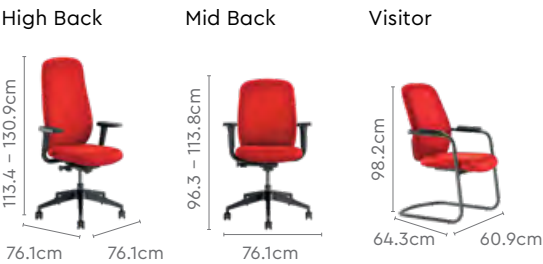 High Back
Mid Back
Visitor
113.4 – 130.9cm
96.3 – 113.8cm
98.2cm
76.1cm
76.1cm
76.1cm
64.3cm
60.9cm